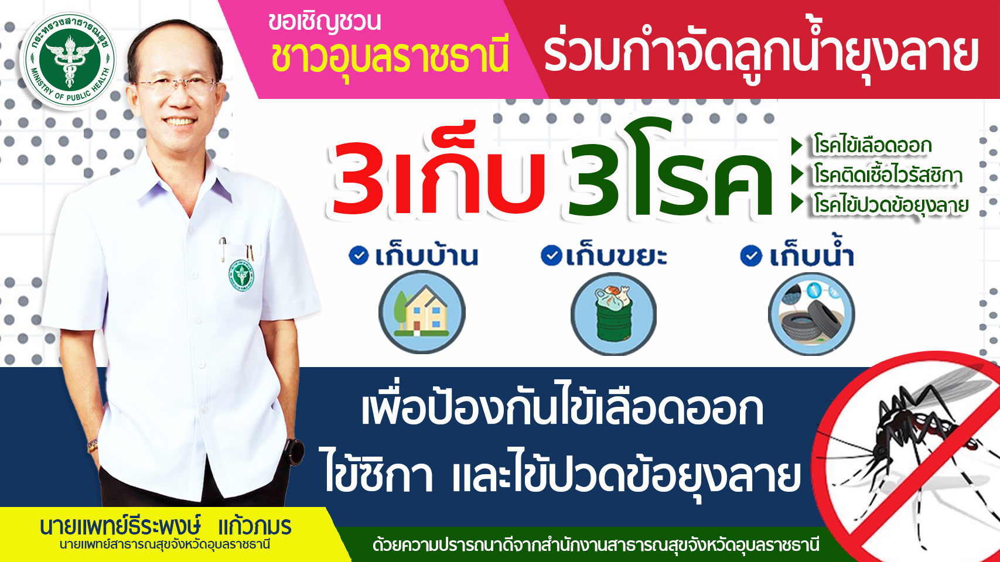 กระทรวงสาธารณสุข
MINISTRY OF PUBLIC HEALTH
ขอเชิญชวน
ชาวอุบลราชธานี
ร่วมกำจัดลูกน้ำยุงลาย
3เก็บ 3โรค
โรคไข้เลือดออก
โรคติดเชื้อไวรัสซิกา
โรคไข้ปวดข้อยุงลาย
เก็บบ้าน
เก็บขยะ
เก็บน้ำ
เพื่อป้องกันไข้เลือดออก
ไข้ซิกา และไข้ปวดข้อยุงลาย
นายแพทย์ธีระพงษ์ แก้วภมร
นายแพทย์สาธารณสุขจังหวัดอุบลราชธานี
ด้วยความปรารถนาดีจากสำนักงานสาธารณสุขจังหวัดอุบลราชธานี